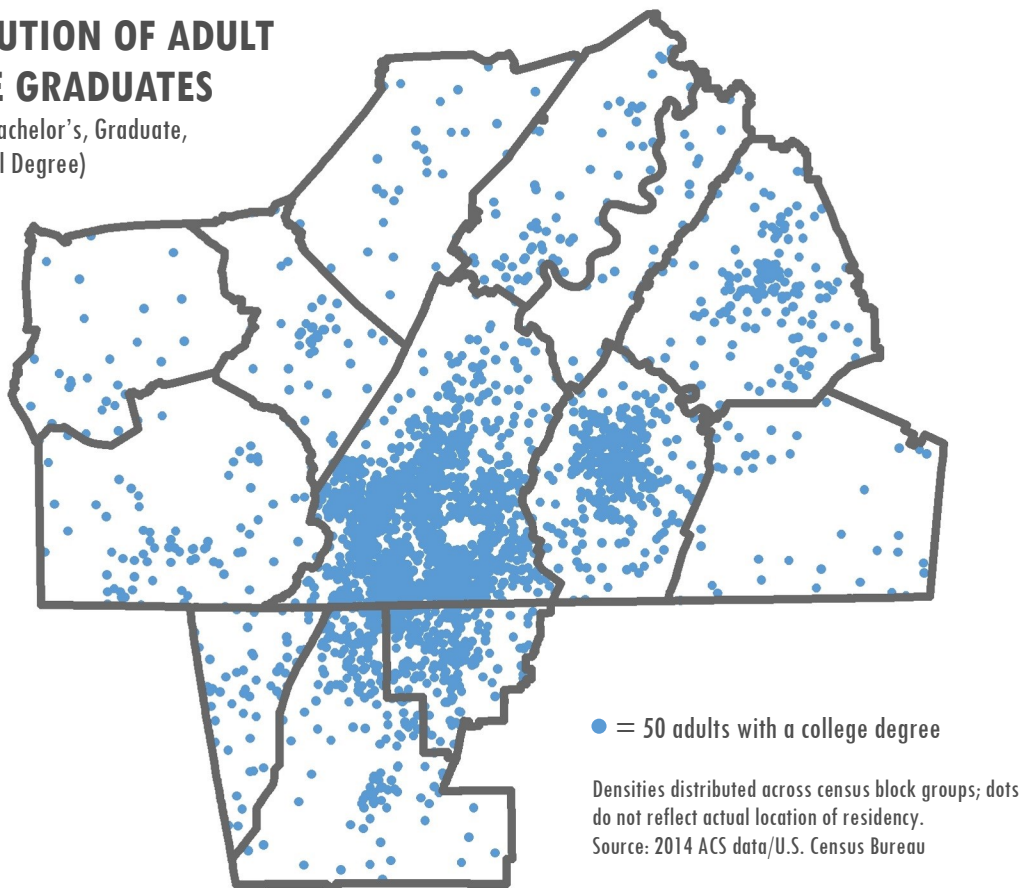 UTION OF ADULT
E GRADUATES
achelor's, Graduate,
l Degree)
= 50 adults with a college degree
Densities distributed across census block groups; dots
do not reflect actual location of residency.
Source: 2014 ACS data/U.S. Census Bureau